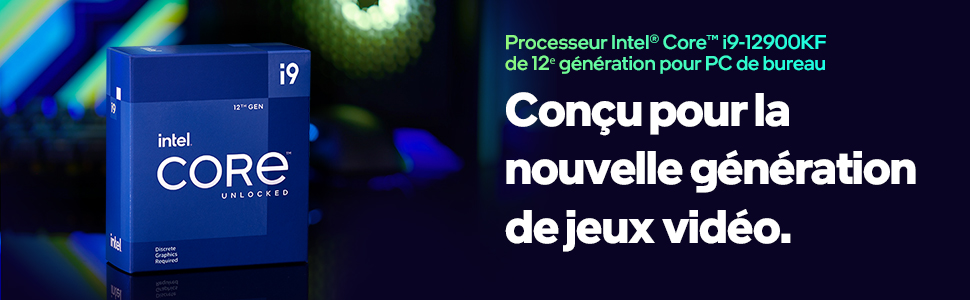 i9
12TH GEN
i9
intel.
CORE™
UNLOCKED
intel.
Discrete
Graphics
Required
Processeur Intel® Core™ i9-12900KF
de 12e génération pour PC de bureau
Conçu pour la
nouvelle génération
de jeux vidéo.